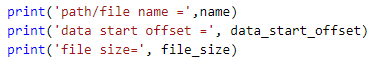 print('path/file name =',name)
print('data start offset =', data_start_offset)
print('file size=', file_size)